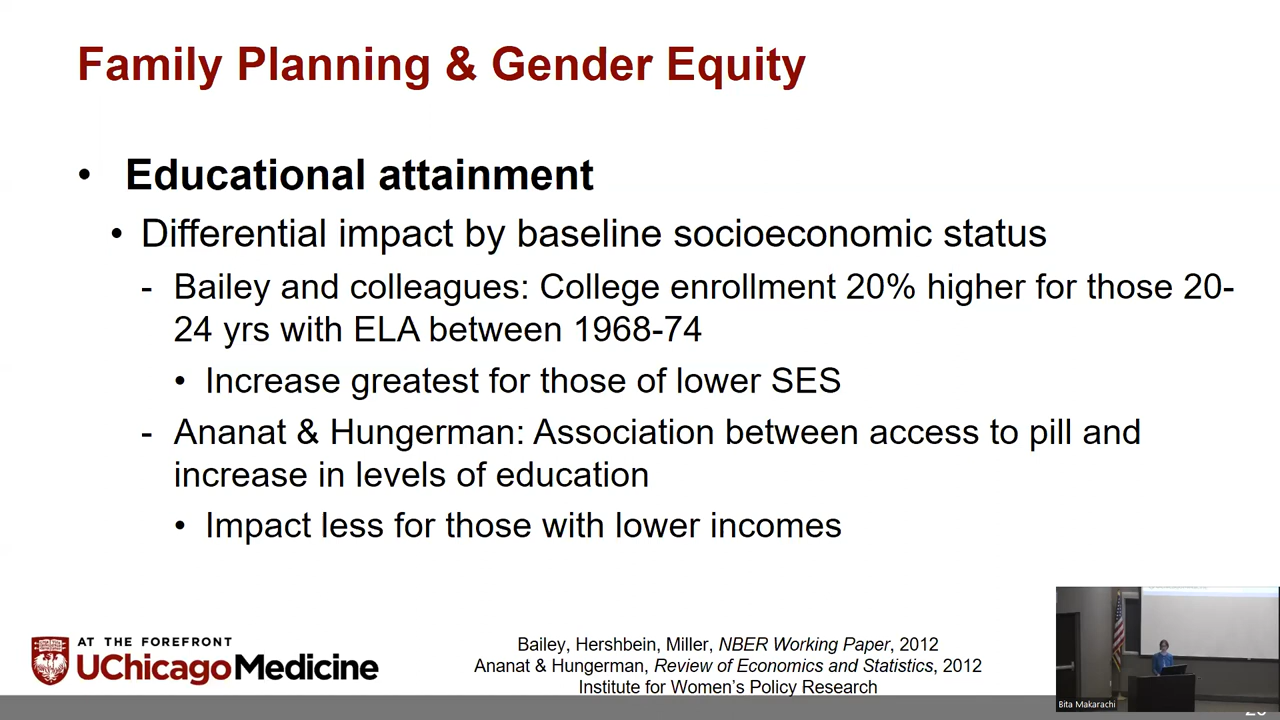 Family Planning & Gender Equity
• Educational attainment
• Differential impact by baseline socioeconomic status
- Bailey and colleagues: College enrollment 20% higher for those 20-
24 yrs with ELA between 1968-74
• Increase greatest for those of lower SES
- Ananat & Hungerman: Association between access to pill and
increase in levels of education
• Impact less for those with lower incomes
AT THE FOREFRONT
UChicago Medicine
Bailey, Hershbein, Miller, NBER Working Paper, 2012
Ananat & Hungerman, Review of Economics and Statistics, 2012
Institute for Women's Policy Research
Bita Makarachi